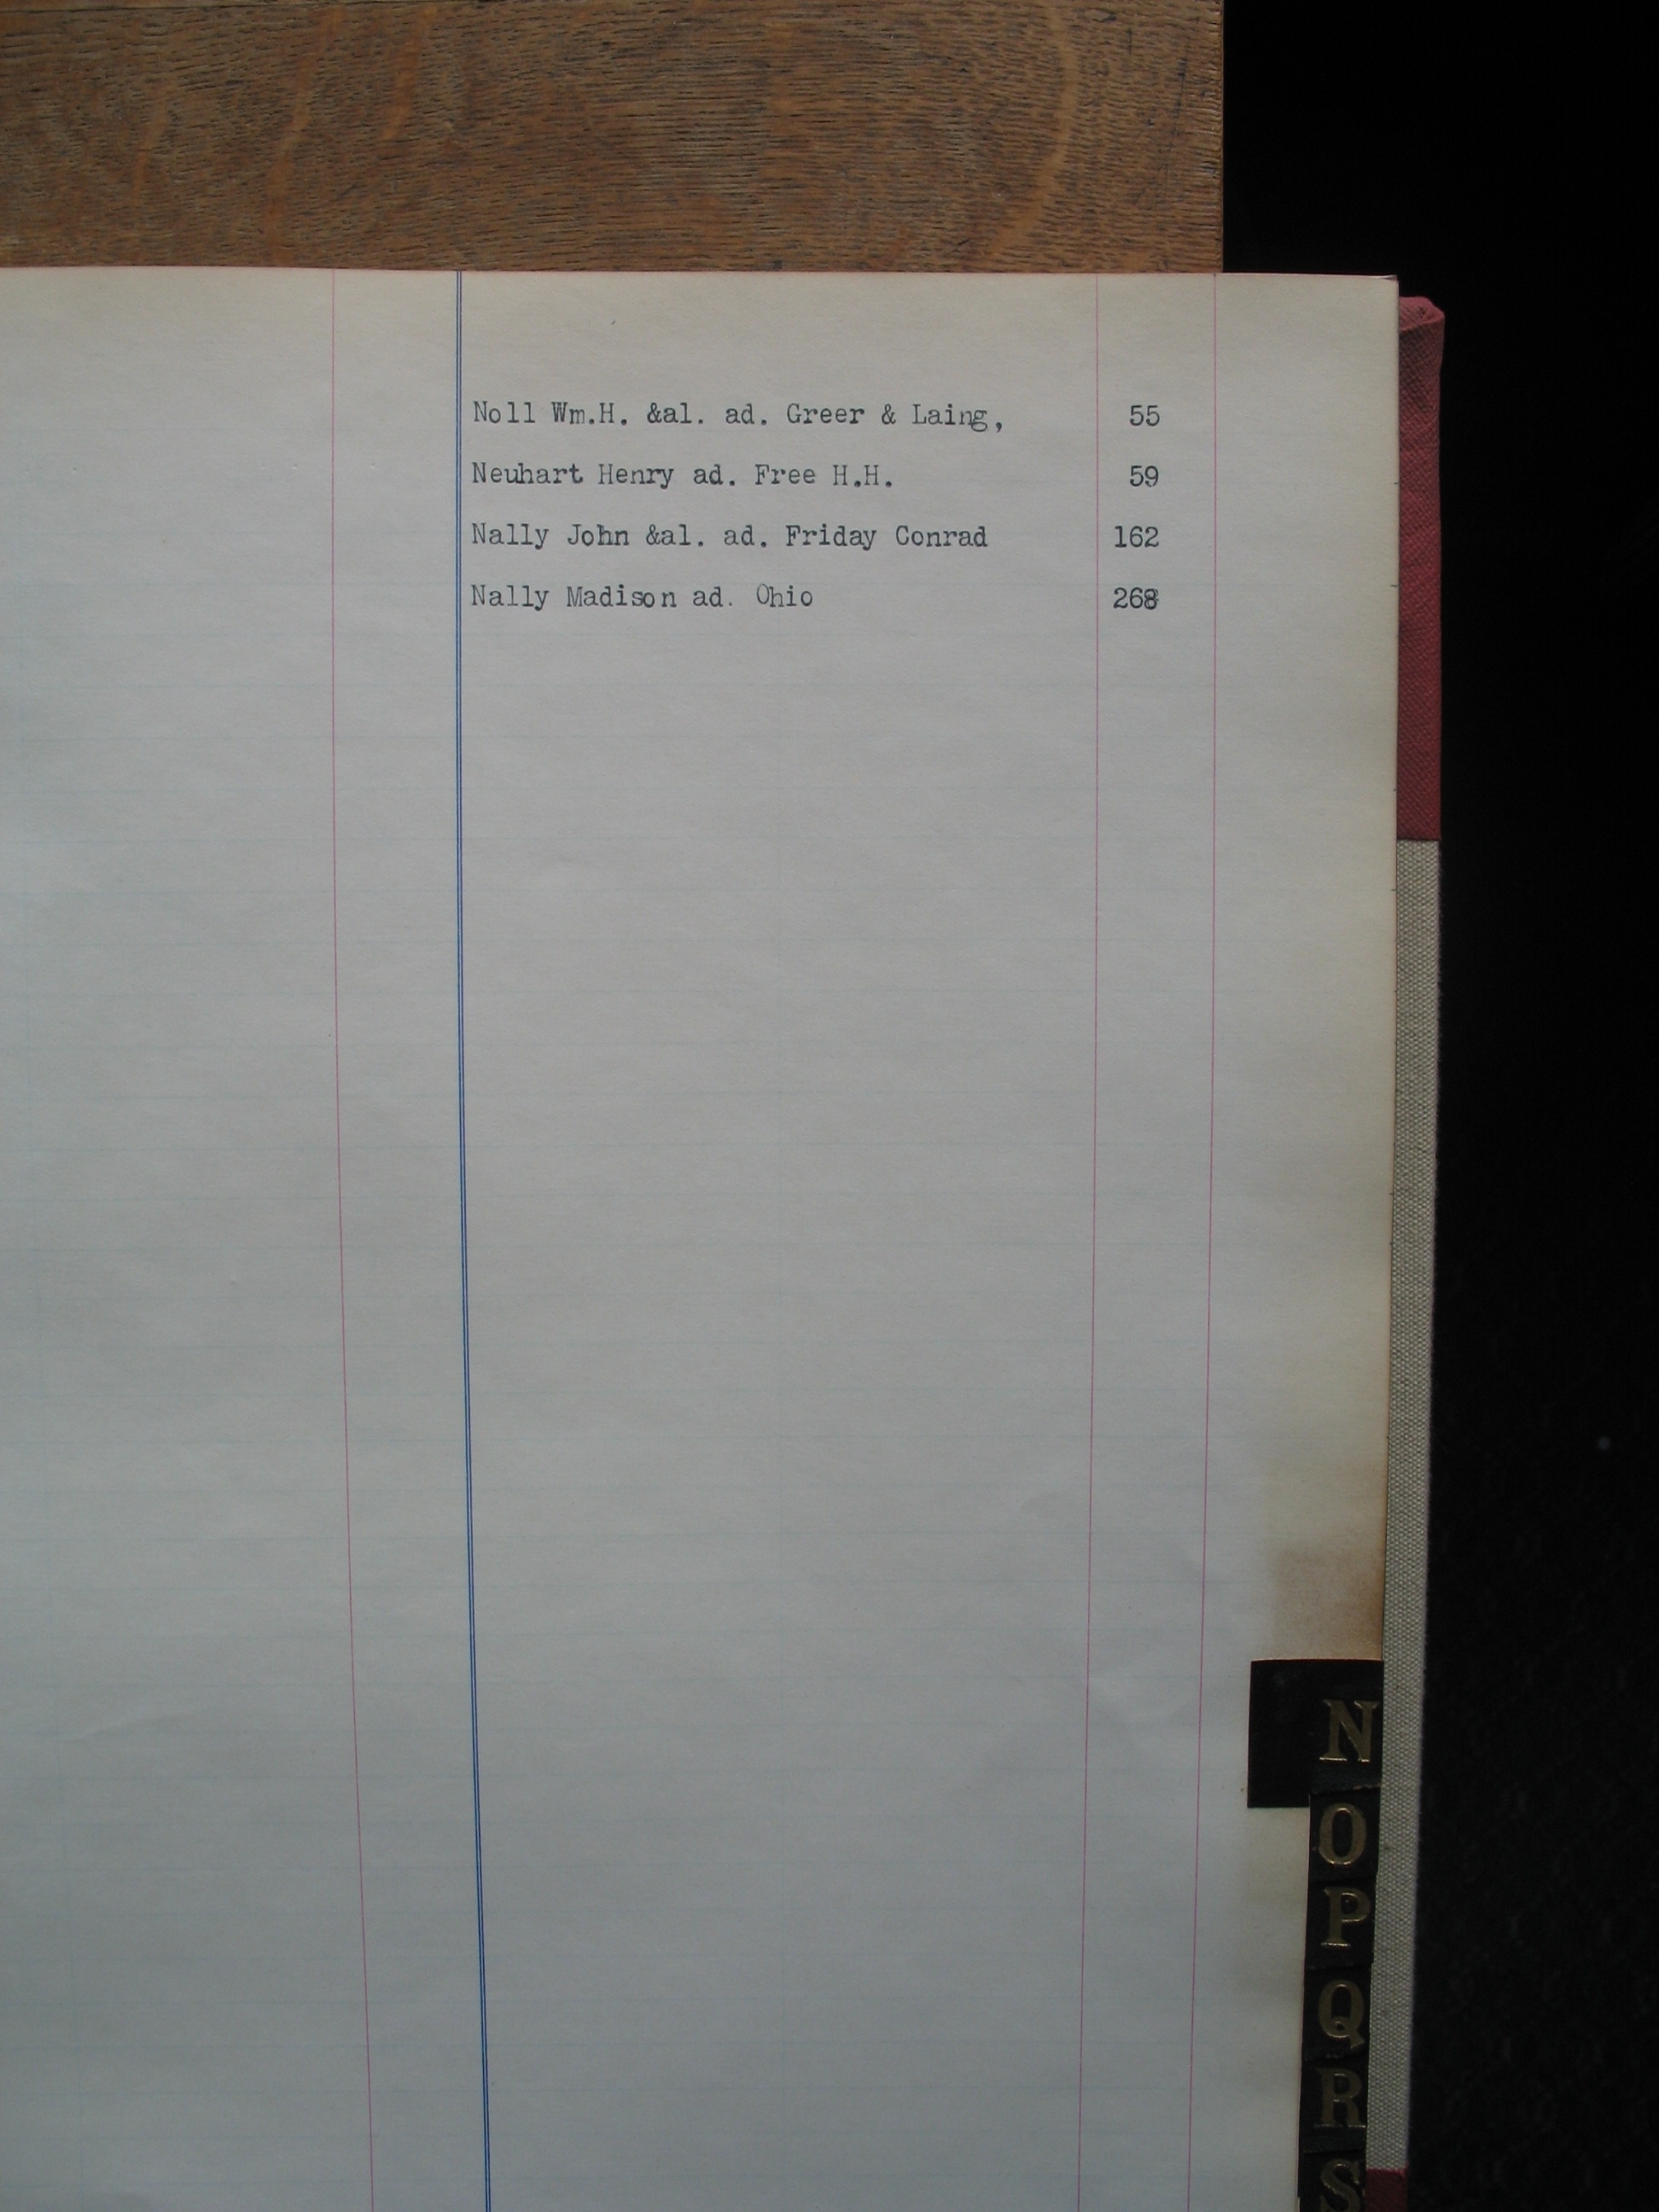 Noll Wm.H. &al. ad. Greer & Laing, 55
Neuhart Henry ad. Free H.H. 59
Nally John &al. ad. Friday Conrad 162
Nally Madison ad. Ohio 268
N
O
P
Q
R
S